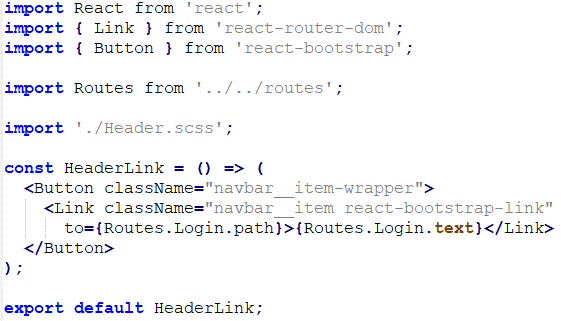 import React from 'react';
import { Link } from 'react-router-dom';
import { Button } from 'react-bootstrap';

import Routes from '../../routes';

import './Header.scss';

const HeaderLink = () => (
  <Button className="navbar__item-wrapper">
    <Link className="navbar__item react-bootstrap-link"
      to={Routes.Login.path}>{Routes.Login.text}</Link>
  </Button>
);

export default HeaderLink;